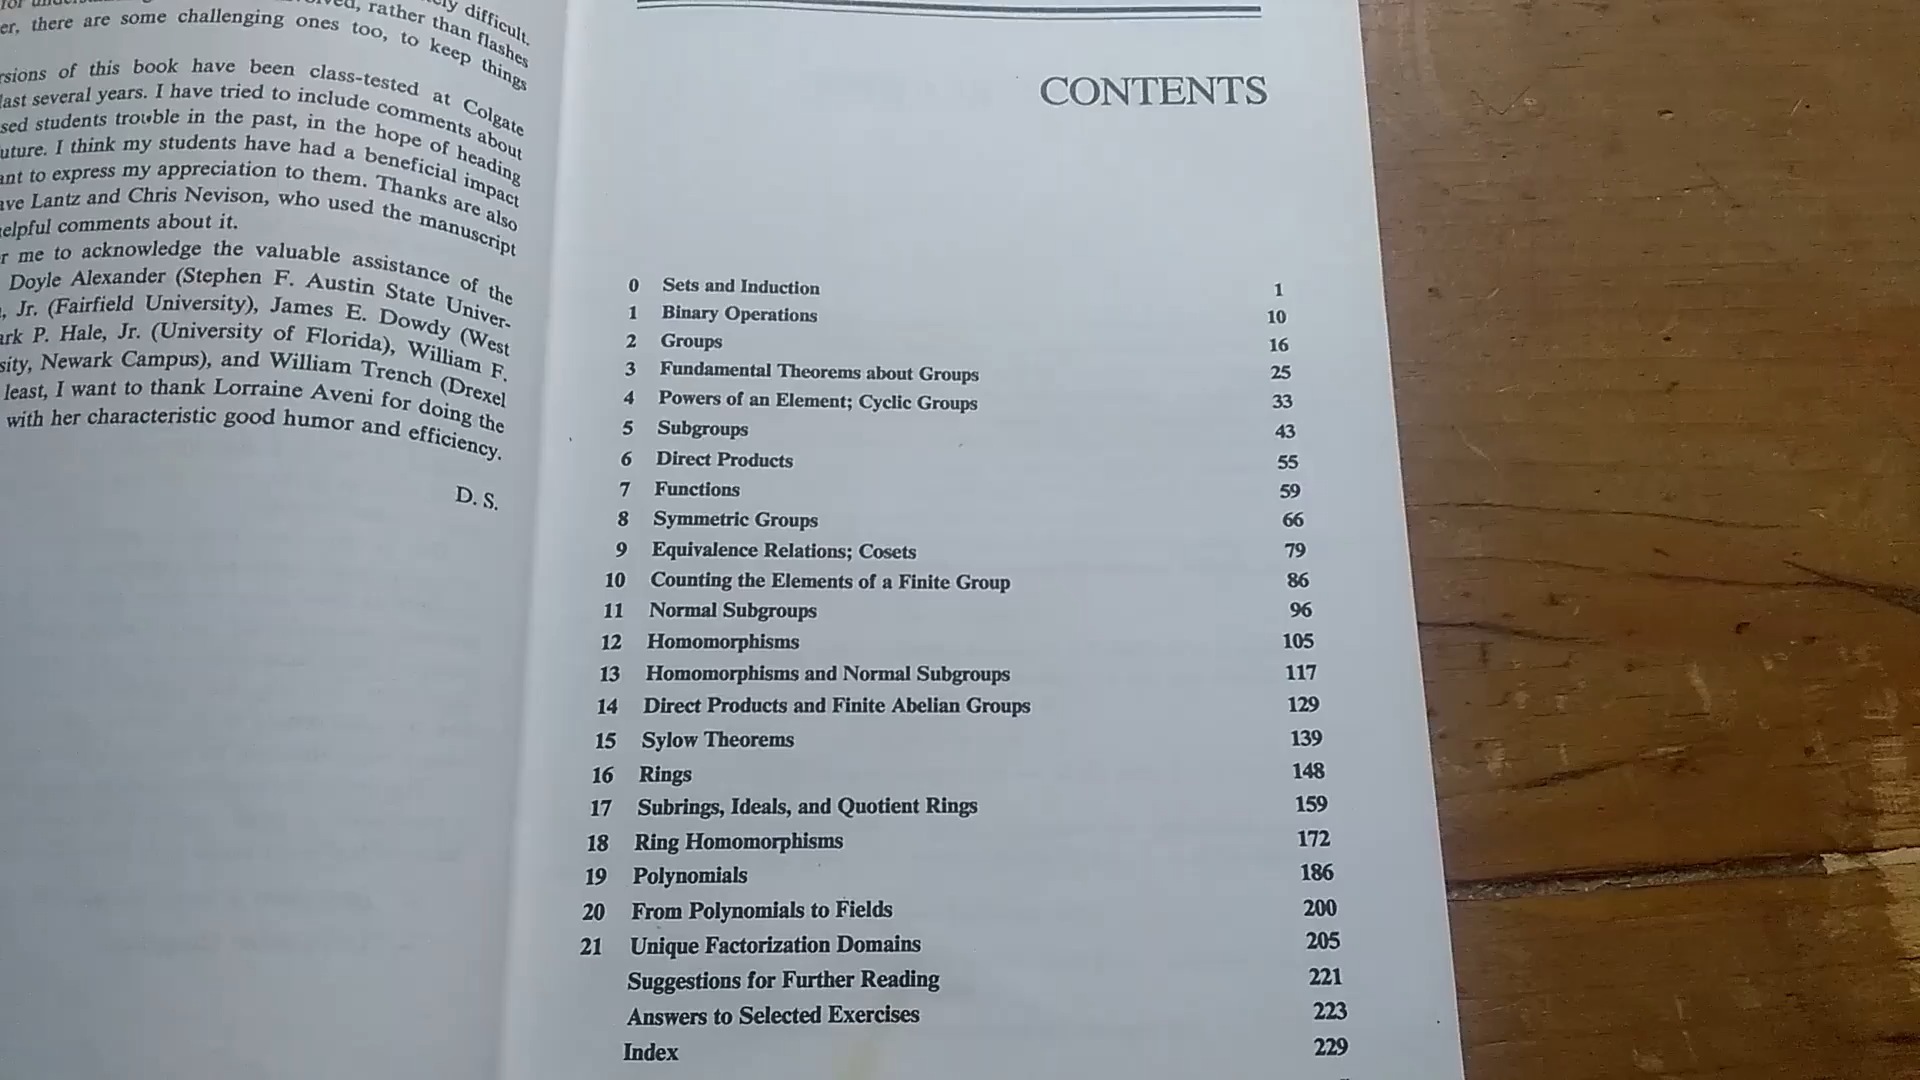 difficult.
rather than flashes
er, there are some challenging ones too, to keep things
rsions of this book have been class-tested at Colgate
last several years. I have tried to include comments about
sed students trouble in the past, in the hope of heading
uture. I think my students have had a beneficial impact
ant to express my appreciation to them. Thanks are also
ave Lantz and Chris Nevison, who used the manuscript
elpful comments about it.
r me to acknowledge the valuable assistance of the
Doyle Alexander (Stephen F. Austin State Univer-
, Jr. (Fairfield University), James E. Dowdy (West
ark P. Hale, Jr. (University of Florida), William F.
sity, Newark Campus), and William Trench (Drexel
least, I want to thank Lorraine Aveni for doing the
with her characteristic good humor and efficiency.
D. S.
CONTENTS
0 Sets and Induction 1
1 Binary Operations 10
2 Groups 16
3 Fundamental Theorems about Groups 25
4 Powers of an Element; Cyclic Groups 33
5 Subgroups 43
6 Direct Products 55
7 Functions 59
8 Symmetric Groups 66
9 Equivalence Relations; Cosets 79
10 Counting the Elements of a Finite Group 86
11 Normal Subgroups 96
12 Homomorphisms 105
13 Homomorphisms and Normal Subgroups 117
14 Direct Products and Finite Abelian Groups 129
15 Sylow Theorems 139
16 Rings 148
17 Subrings, Ideals, and Quotient Rings 159
18 Ring Homomorphisms 172
19 Polynomials 186
20 From Polynomials to Fields 200
21 Unique Factorization Domains 205
Suggestions for Further Reading 221
Answers to Selected Exercises 223
Index 229